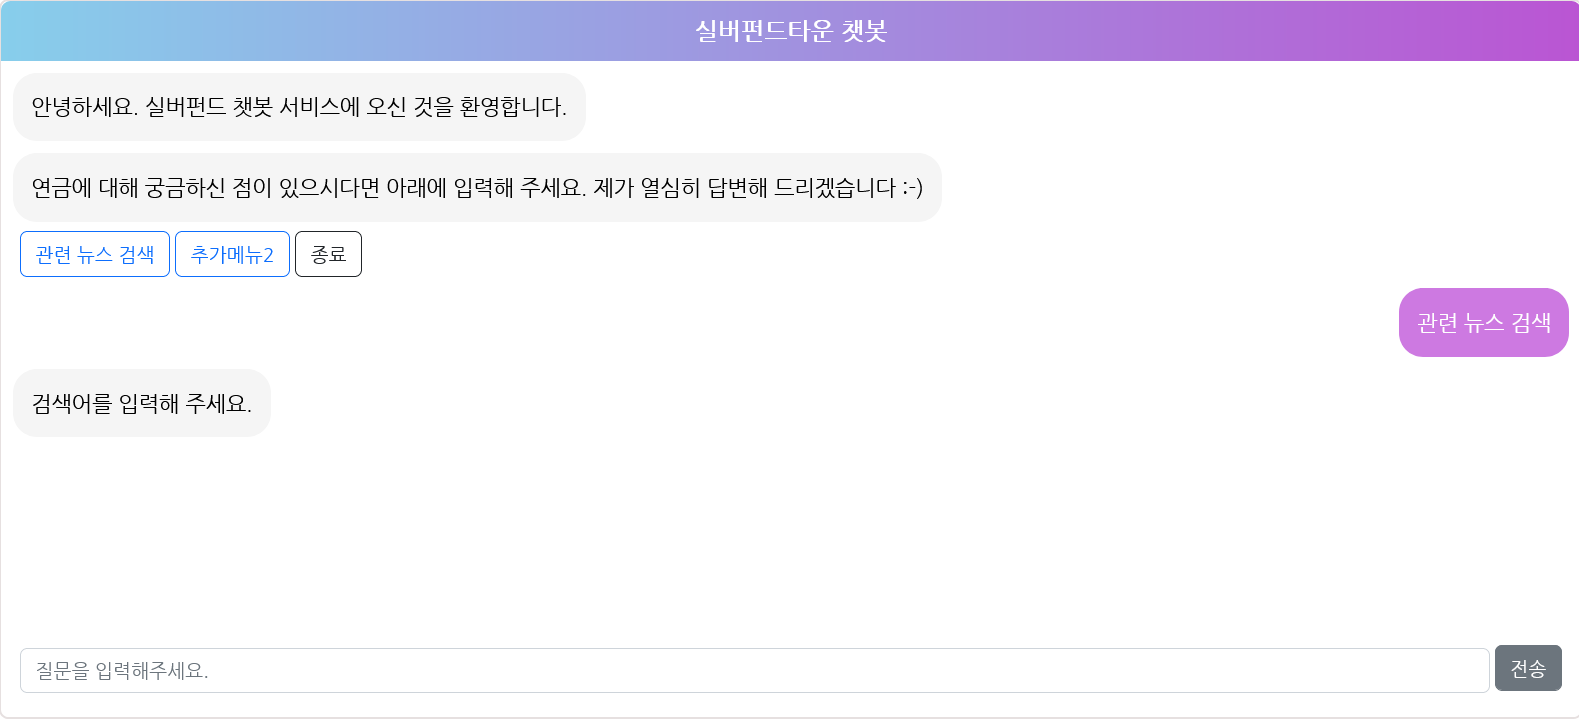 실버펀드타운 챗봇
안녕하세요. 실버펀드 챗봇 서비스에 오신 것을 환영합니다.
연금에 대해 궁금하신 점이 있으시다면 아래에 입력해 주세요. 제가 열심히 답변해 드리겠습니다 :-)
관련 뉴스 검색 추가메뉴2 종료
관련 뉴스 검색
검색어를 입력해 주세요.
질문을 입력해주세요. 전송